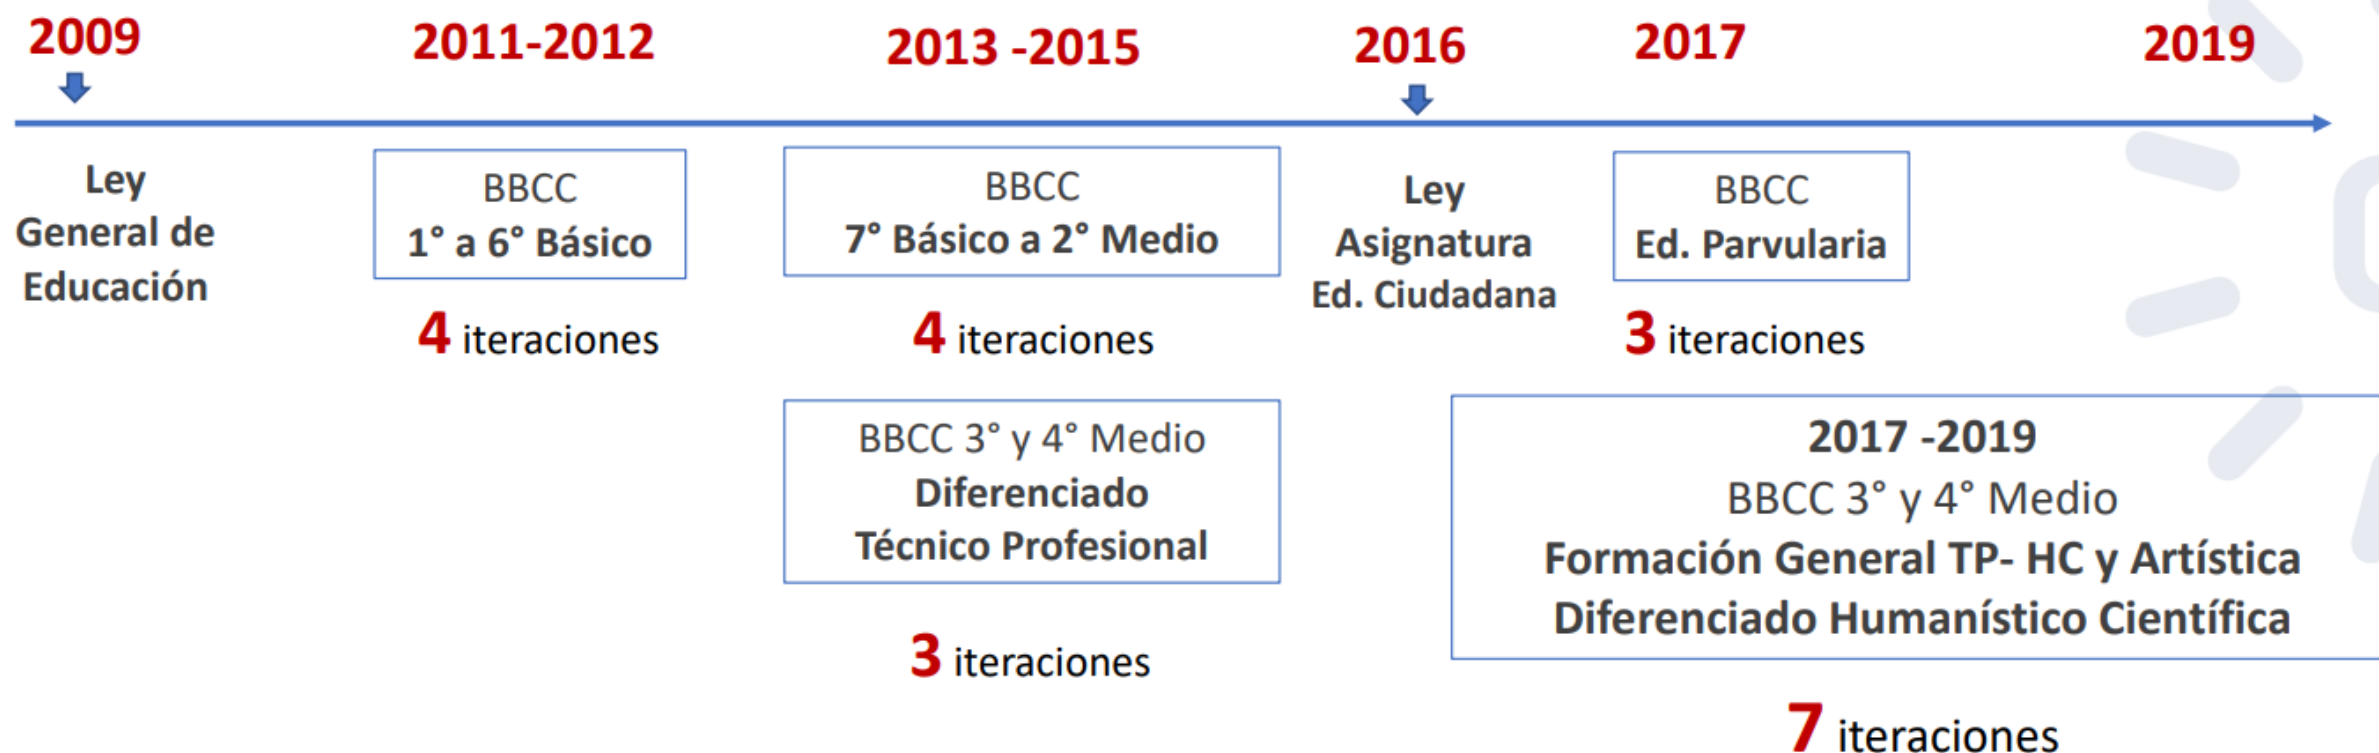 2009
2011-2012
2013 -2015
2016
2017
2019
Ley
General de
Educación
BBCC
1° a 6° Básico
4 iteraciones
BBCC
7° Básico a 2° Medio
4 iteraciones
BBCC 3° y 4° Medio
Diferenciado
Técnico Profesional
3 iteraciones
Ley
Asignatura
Ed. Ciudadana
BBCC
Ed. Parvularia
3 iteraciones
2017 -2019
BBCC 3° y 4° Medio
Formación General TP- HC y Artística
Diferenciado Humanístico Científica
7 iteraciones